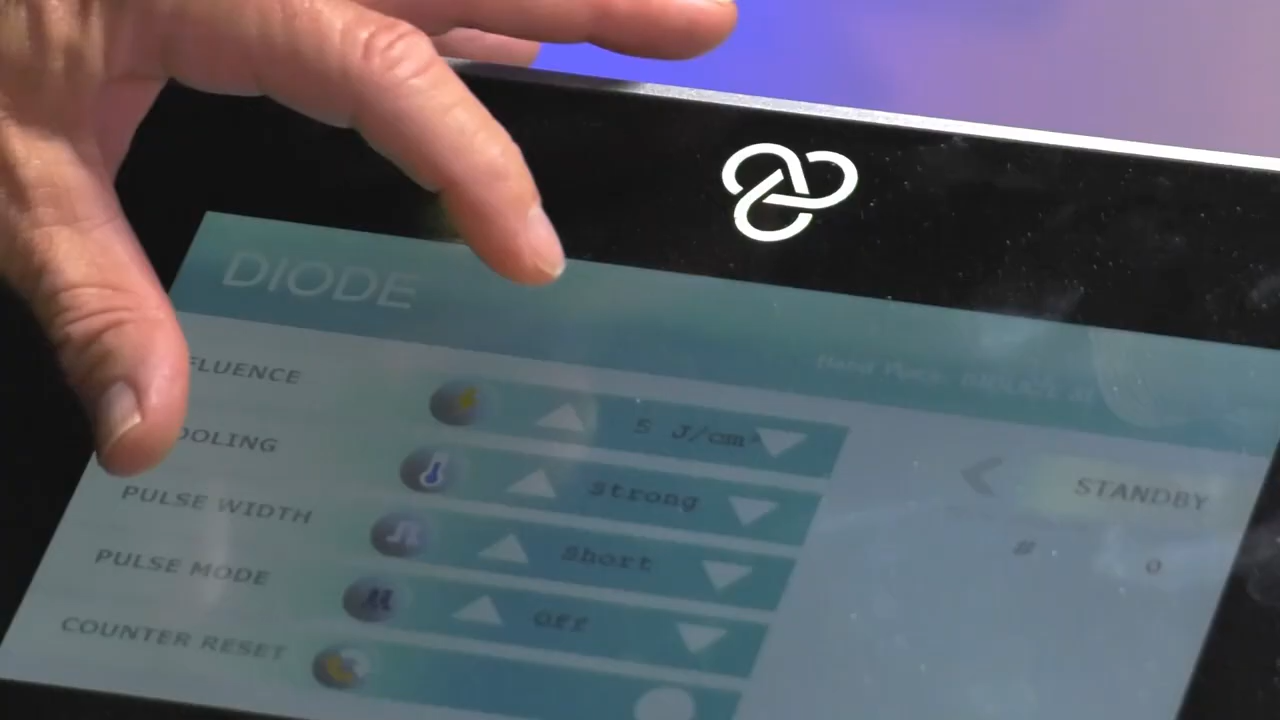 DIODE
FLUENCE 5 J/cm²
OOLING Strong
PULSE WIDTH Short
PULSE MODE Off
COUNTER RESET
STANDBY
# 0